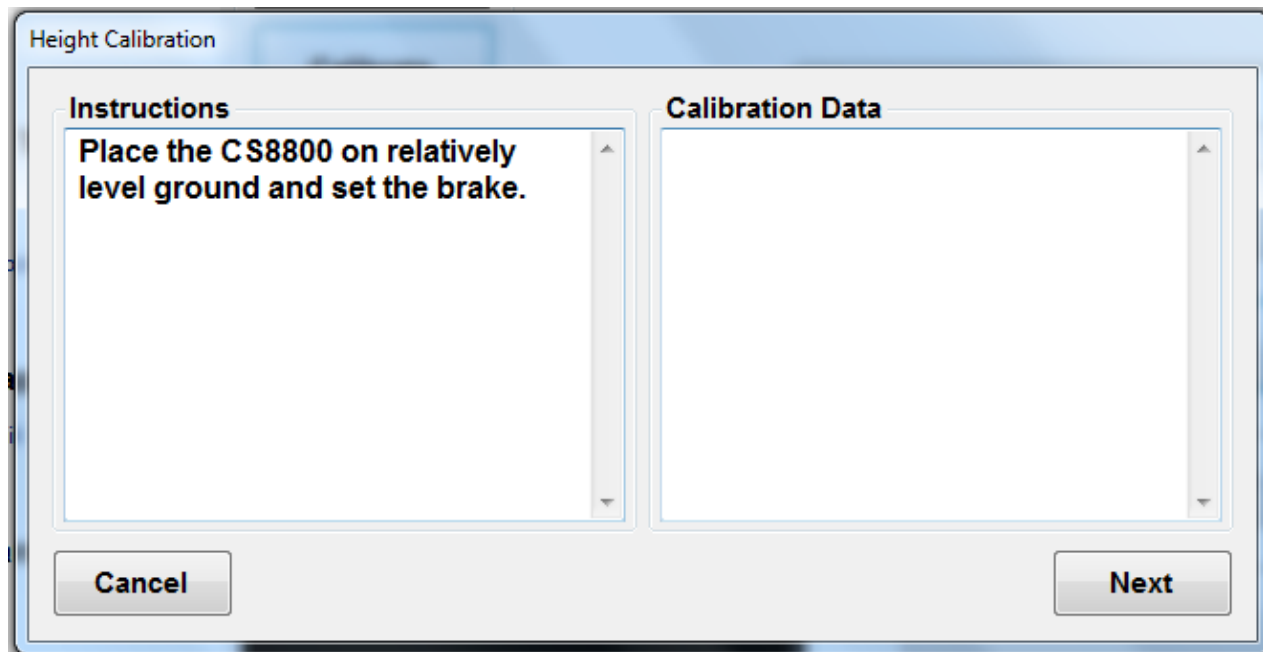 Height Calibration
Instructions
Place the CS8800 on relatively
level ground and set the brake.
Calibration Data
Cancel
Next